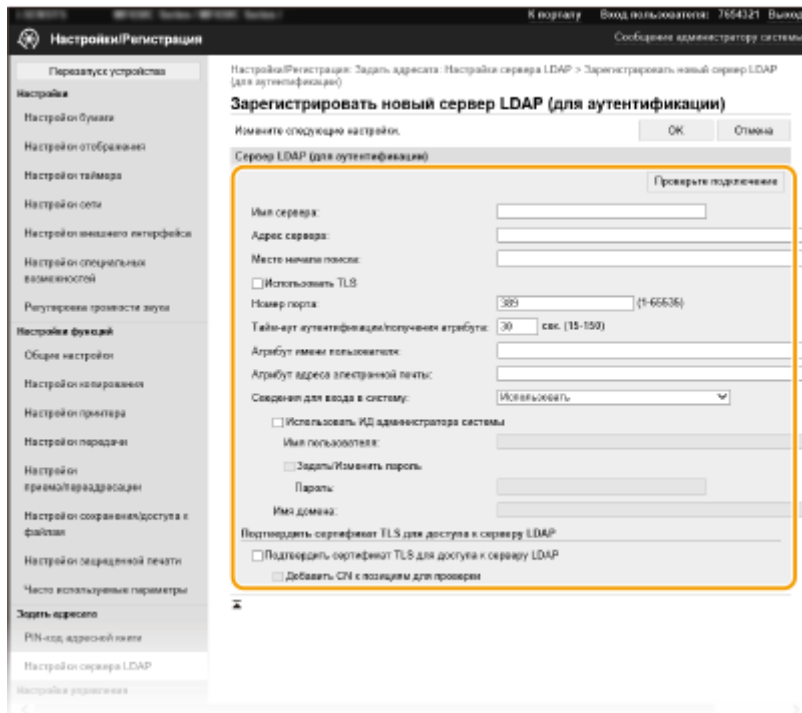 К порталу Вход пользователя: 7654321 Выход
Настройки/Регистрация
Сообщение администратору системы
Перезапуск устройства
Настройки
Настройки бумаги
Настройки отображения
Настройки таймера
Настройки сети
Настройки внешнего интерфейса
Настройки специальных
возможностей
Регулировка громкости звука
Настройки функций
Общие настройки
Настройки копирования
Настройки принтера
Настройки передачи
Настройки
приема/переадресации
Настройки сохранения/доступа к
файлам
Настройки защищенной печати
Часто используемые параметры
Задать адресата
PIN-код адресной книги
Настройки сервера LDAP
Настройки управления
Настройка/Регистрация: Задать адресата: Настройки сервера LDAP > Зарегистрировать новый сервер LDAP
(для аутентификации)
Зарегистрировать новый сервер LDAP (для аутентификации)
Измените следующие настройки.
OK Отмена
Сервер LDAP (для аутентификации)
Проверьте подключение
Имя сервера:
Адрес сервера:
Место начала поиска:
Использовать TLS
Номер порта: 389 (1-65535)
Тайм-аут аутентификации/получения атрибута: 30 сек. (15-150)
Атрибут имени пользователя:
Атрибут адреса электронной почты:
Сведения для входа в систему: Использовать
Использовать ИД администратора системы
Имя пользователя:
Задать/Изменить пароль
Пароль:
Имя домена:
Подтвердить сертификат TLS для доступа к серверу LDAP
Подтвердить сертификат TLS для доступа к серверу LDAP
Добавить CN к позициям для проверки